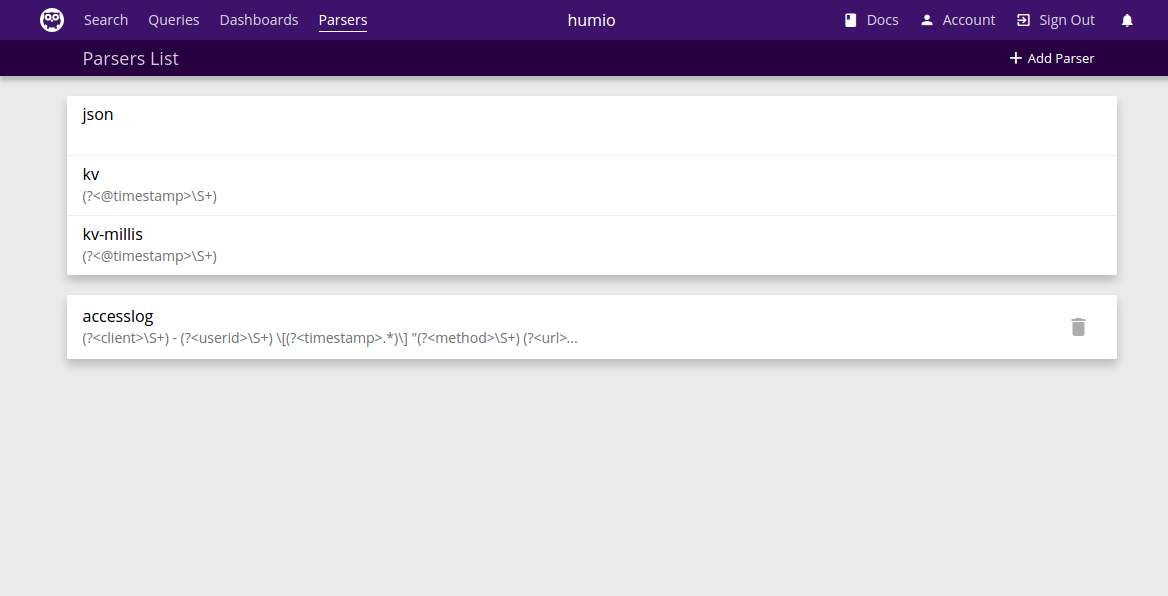 Search Queries Dashboards Parsers humio Docs Account Sign Out
Parsers List Add Parser
json
kv
(?<@timestamp>\S+)
kv-millis
(?<@timestamp>\S+)
accesslog
(?<client>\S+) - (?<userid>\S+) \[(?<timestamp>.*)\] "(?<method>\S+) (?<url>...